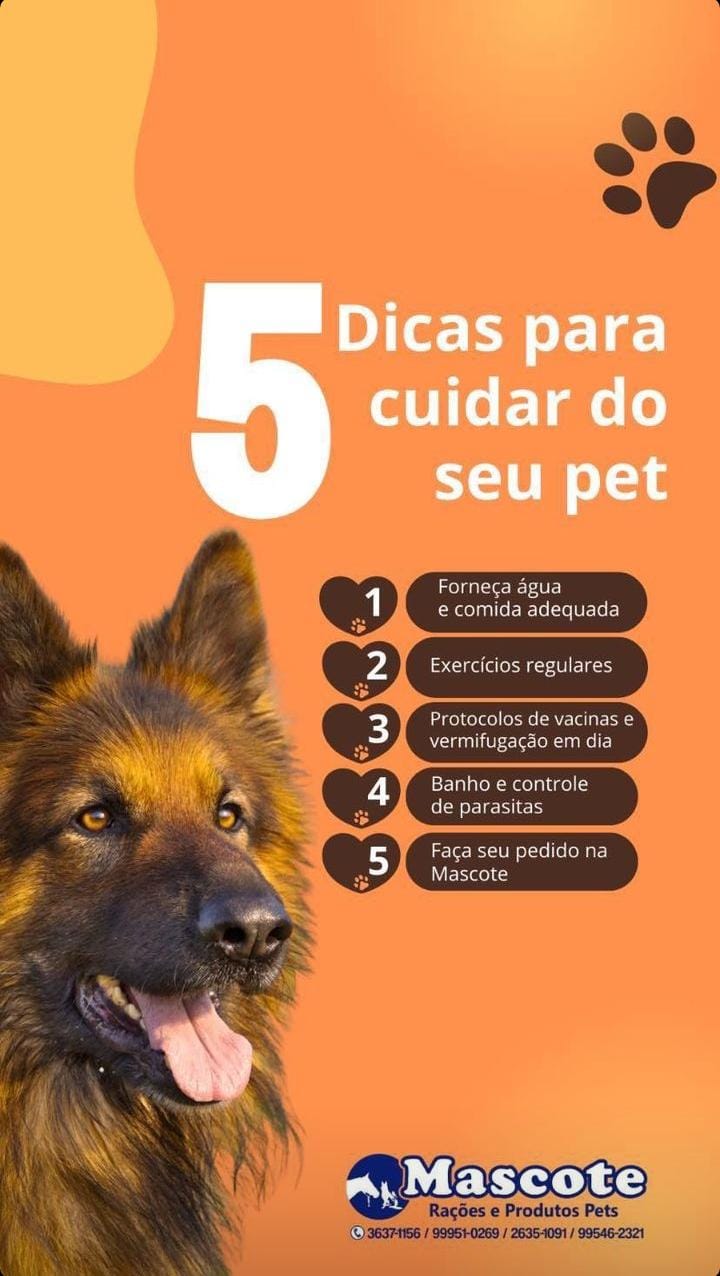 5 Dicas para
cuidar do
seu pet
1 Forneça água
e comida adequada
2 Exercícios regulares
3 Protocolos de vacinas e
vermifugação em dia
4 Banho e controle
de parasitas
5 Faça seu pedido na
Mascote
Mascote
Rações e Produtos Pets
3637-1156 / 99951-0269 / 2635-1091 / 99546-2321